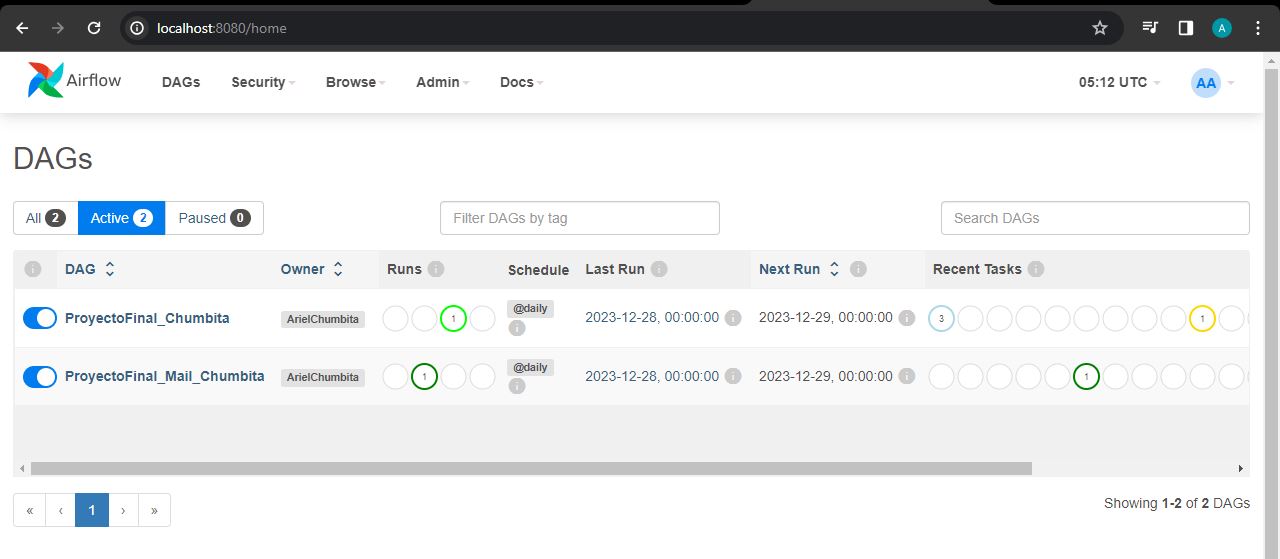 localhost:8080/home
A
Airflow DAGs Security Browse Admin Docs 05:12 UTC AA
DAGs
All 2 Active 2 Paused 0 Filter DAGs by tag Search DAGs
DAG Owner Runs Schedule Last Run Next Run Recent Tasks
ProyectoFinal_Chumbita ArielChumbita 1 @daily 2023-12-28, 00:00:00 2023-12-29, 00:00:00 3 1
ProyectoFinal_Mail_Chumbita ArielChumbita 1 @daily 2023-12-28, 00:00:00 2023-12-29, 00:00:00 1
« ‹ 1 › » Showing 1-2 of 2 DAGs